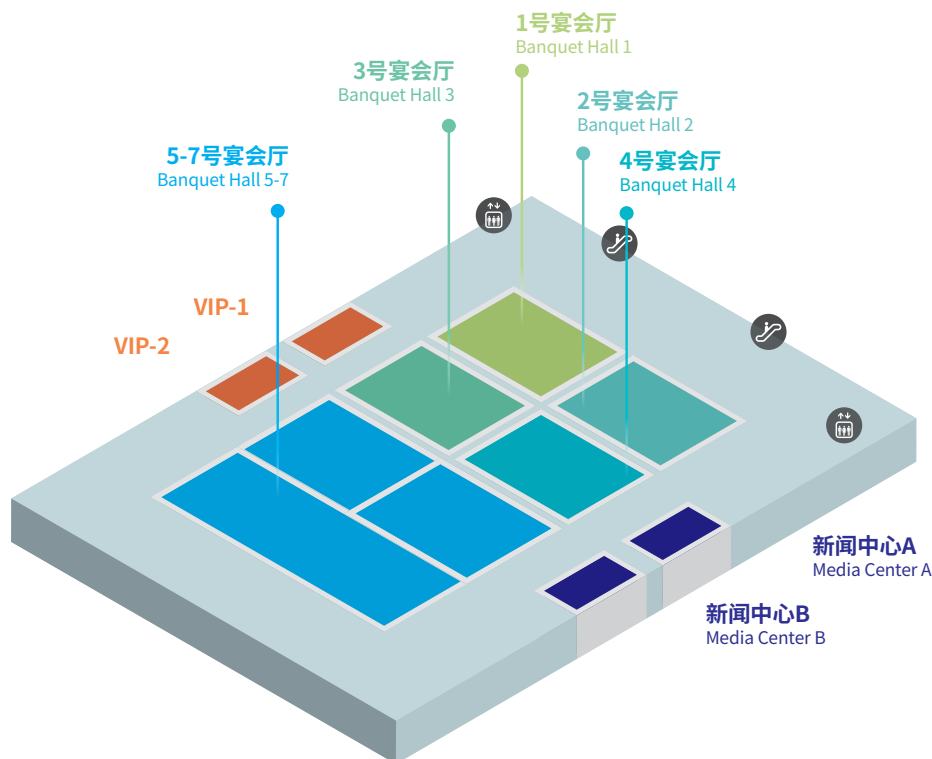 1号宴会厅
Banquet Hall 1
3号宴会厅
Banquet Hall 3
2号宴会厅
Banquet Hall 2
5-7号宴会厅
Banquet Hall 5-7
4号宴会厅
Banquet Hall 4
VIP-1
VIP-2
新闻中心A
Media Center A
新闻中心B
Media Center B